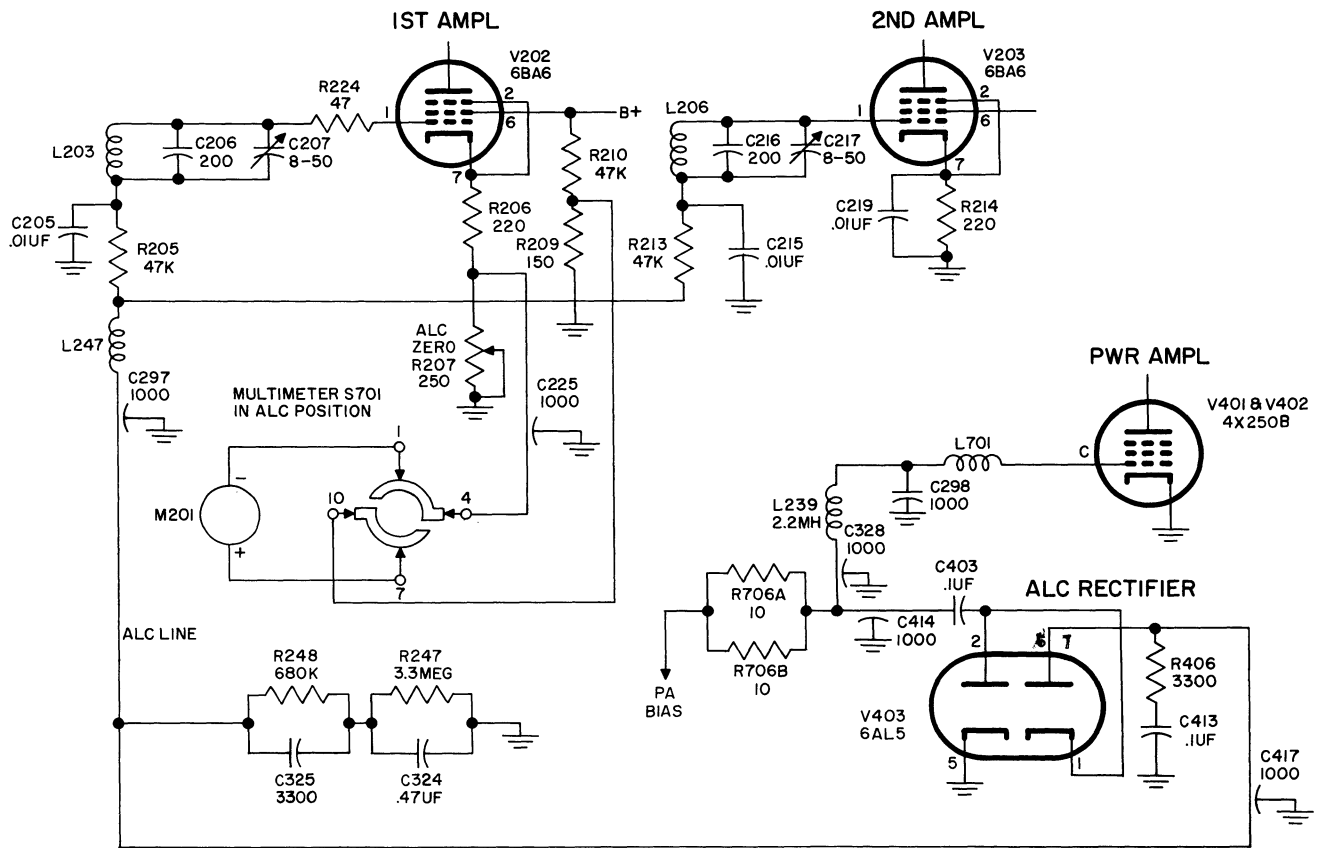 1ST AMPL
2ND AMPL
V202
6BA6
V203
6BA6
R224
47
1
2
6
7
B+
L203
C206
200
C207
8-50
R210
47K
L206
C216
200
C217
8-50
1
2
6
7
C205
.01UF
R205
47K
R206
220
R209
150
R213
47K
C215
.01UF
C219
.01UF
R214
220
L247
ALC
ZERO
R207
250
C297
1000
MULTIMETER S701
IN ALC POSITION
C225
1000
PWR AMPL
V401 & V402
4X250B
M201
-
+
1
10
4
7
L701
C
C298
1000
L239
2.2MH
C328
1000
R706A
10
R706B
10
C414
1000
C403
.1UF
ALC RECTIFIER
PA
BIAS
2
7
R406
3300
V403
6AL5
C413
.1UF
5
1
C417
1000
ALC LINE
R248
680K
R247
3.3MEG
C325
3300
C324
.47UF